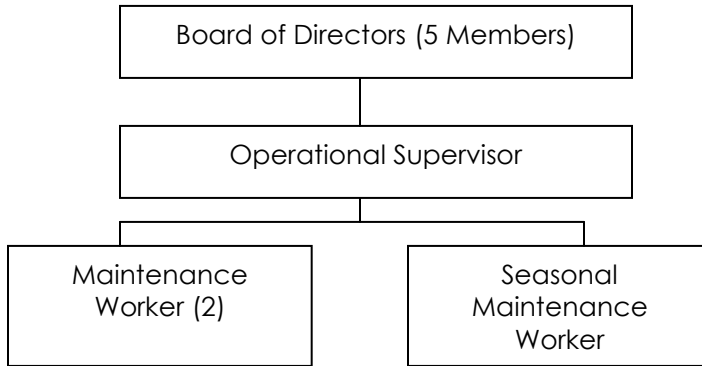 Board of Directors (5 Members)
Operational Supervisor
Maintenance
Worker (2)
Seasonal
Maintenance
Worker